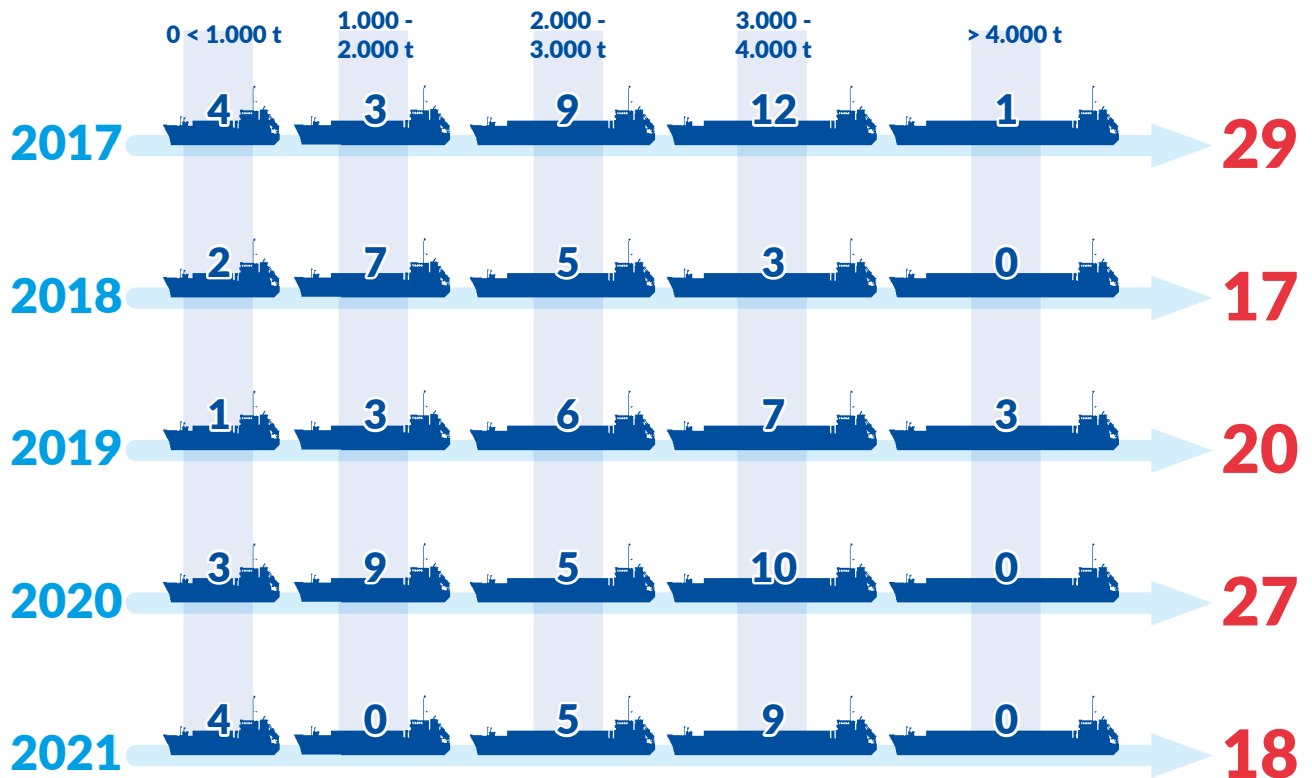 0 < 1.000 t
1.000 -
2.000 t
2.000 -
3.000 t
3.000 -
4.000 t
> 4.000 t
2017 4 3 9 12 1 29
2018 2 7 5 3 0 17
2019 1 3 6 7 3 20
2020 3 9 5 10 0 27
2021 4 0 5 9 0 18